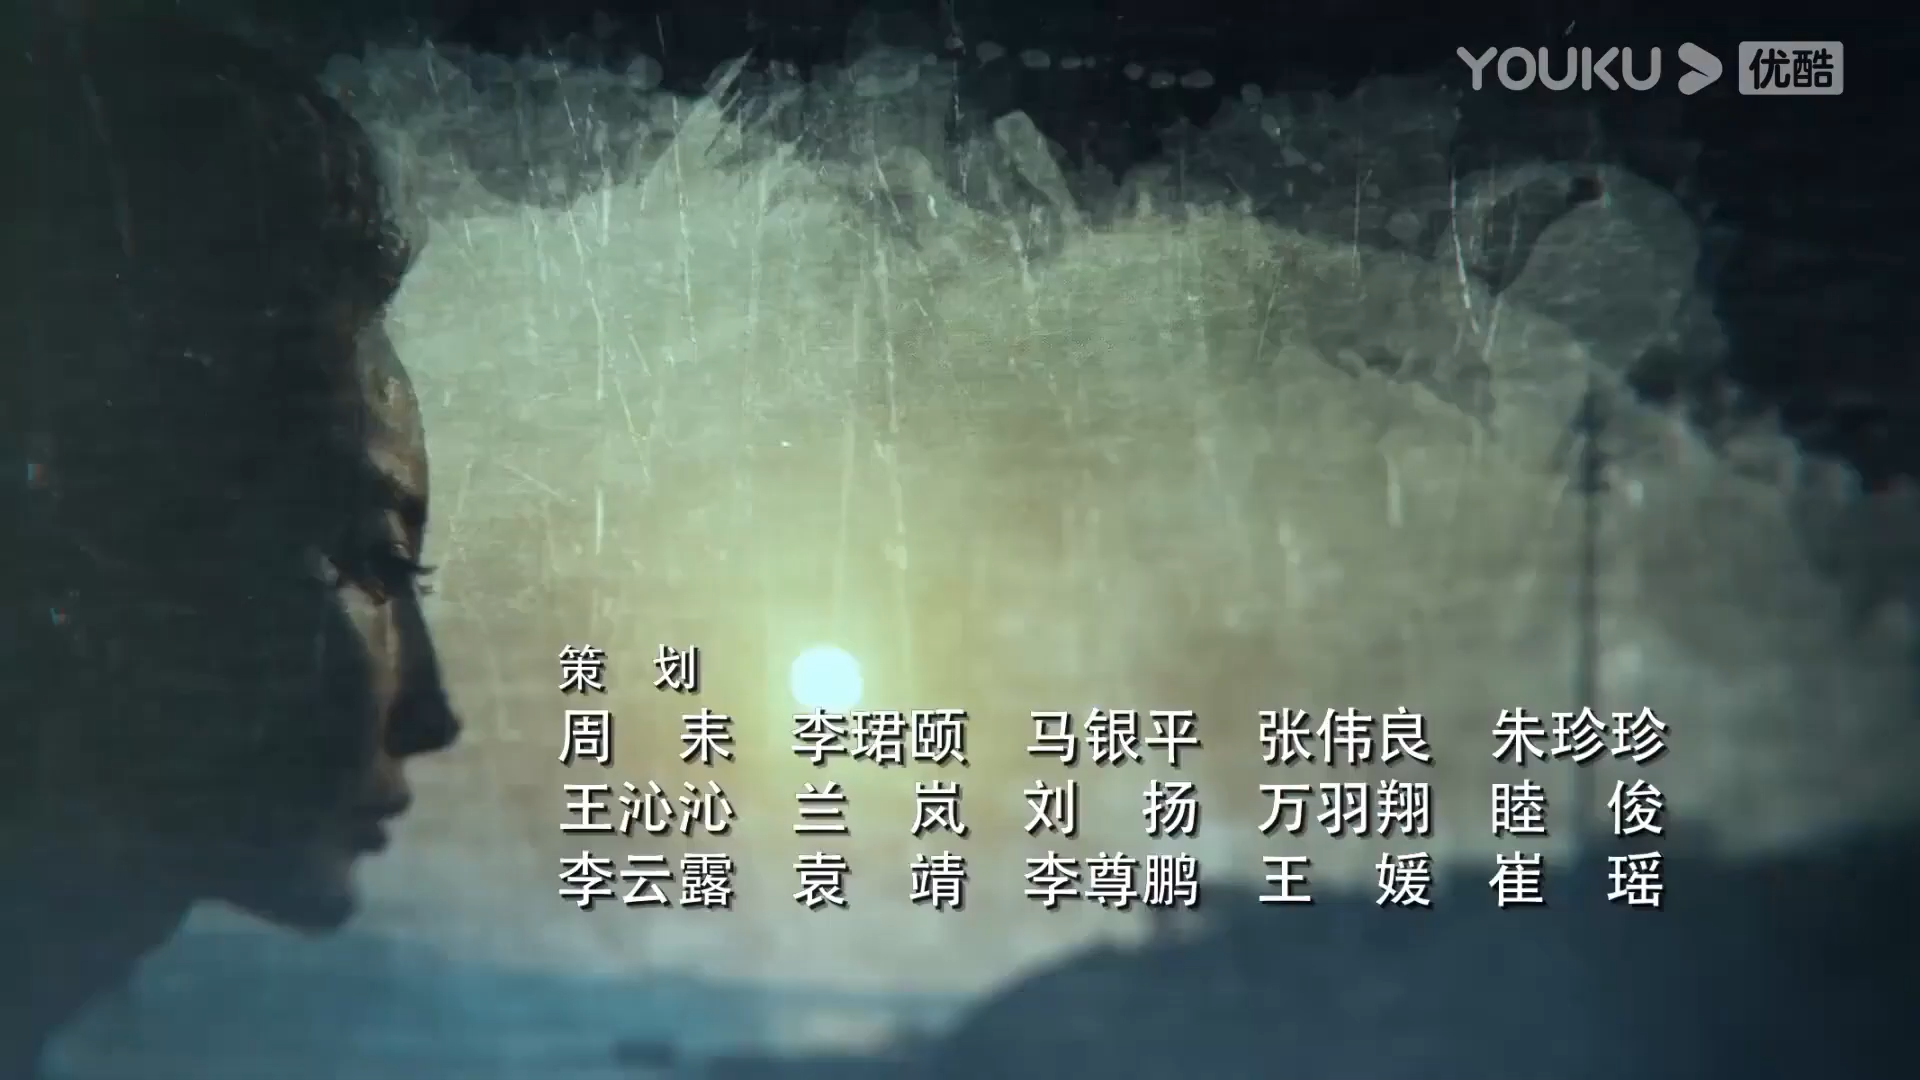 YOUKU 优酷
策 划
周 耒 李珺颐 马银平 张伟良 朱珍珍
王沁沁 兰 岚 刘 扬 万羽翔 睦 俊
李云露 袁 靖 李尊鹏 王 媛 崔 瑶